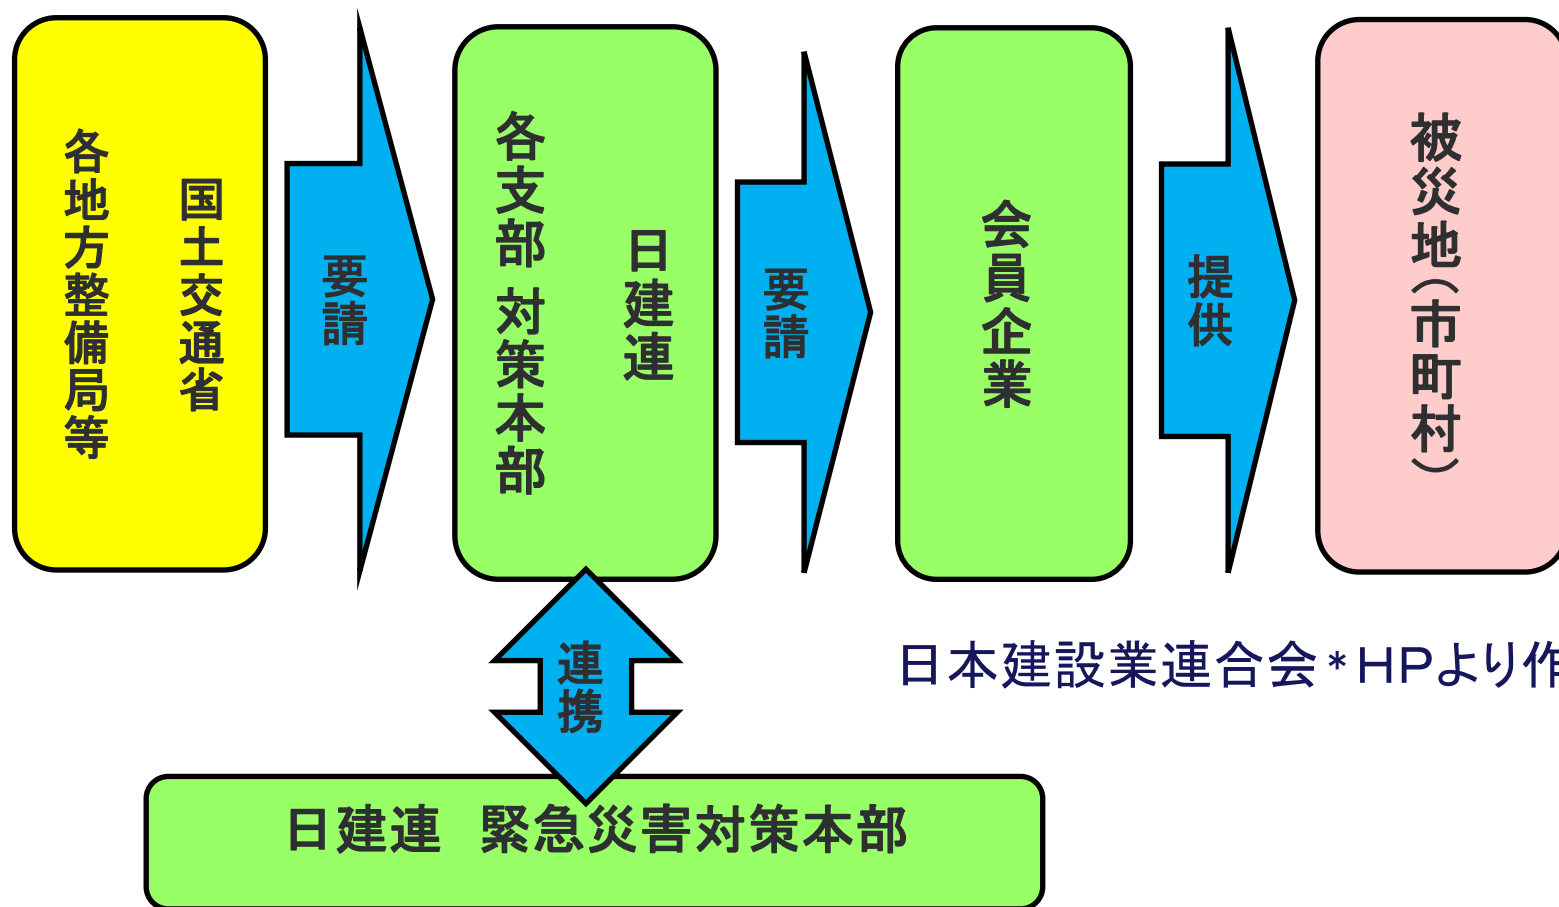 国土交通省
各地方整備局等
要請
日建連
各支部 対策本部
要請
会員企業
提供
被災地（市町村）
連携
日本建設業連合会*HPより作
日建連　緊急災害対策本部